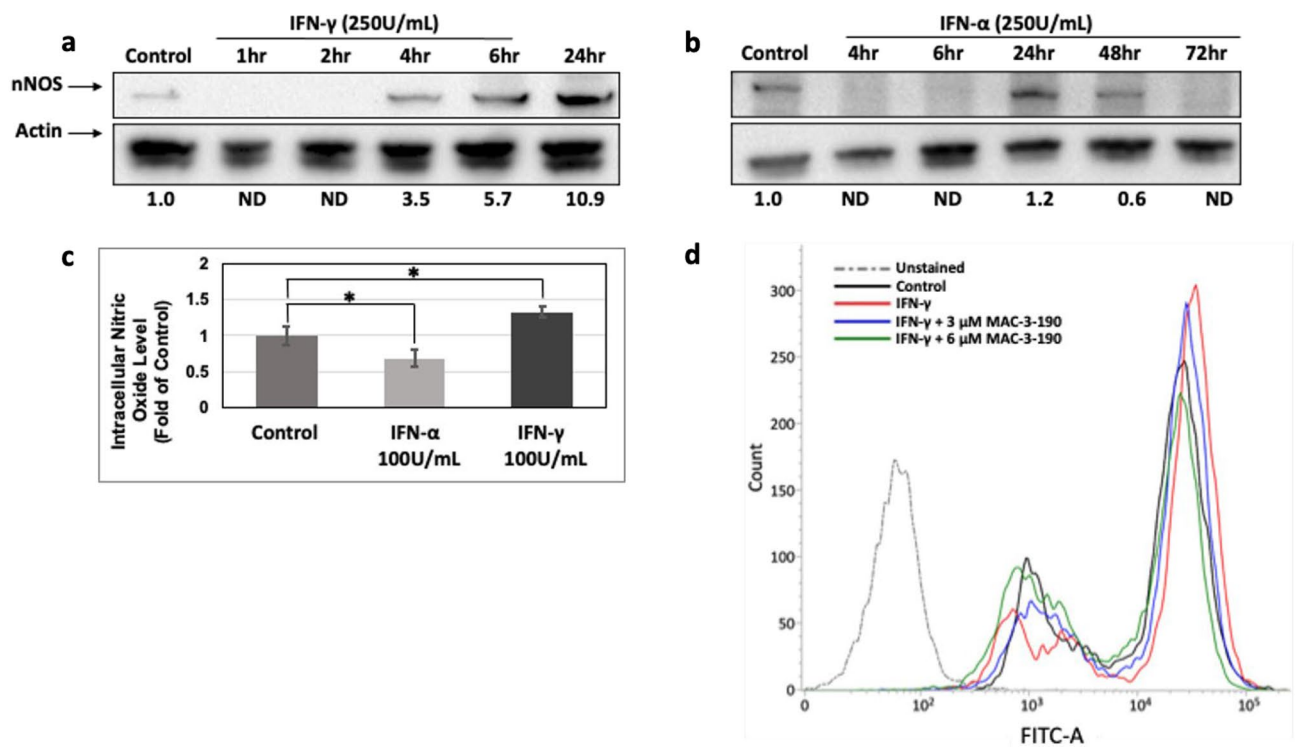 a
IFN-γ (250U/mL)
Control 1hr 2hr 4hr 6hr 24hr
nNOS
Actin
1.0 ND ND 3.5 5.7 10.9
b
IFN-α (250U/mL)
Control 4hr 6hr 24hr 48hr 72hr
1.0 ND ND 1.2 0.6 ND
c
Intracellular Nitric
Oxide Level
(Fold of Control)
2
1.5
1
0.5
0
*
*
Control
IFN-α
100U/mL
IFN-γ
100U/mL
d
Unstained
Control
IFN-γ
IFN-γ + 3 μM MAC-3-190
IFN-γ + 6 μM MAC-3-190
Count
300
250
200
150
100
50
0
0 10² 10³ 10⁴ 10⁵
FITC-A